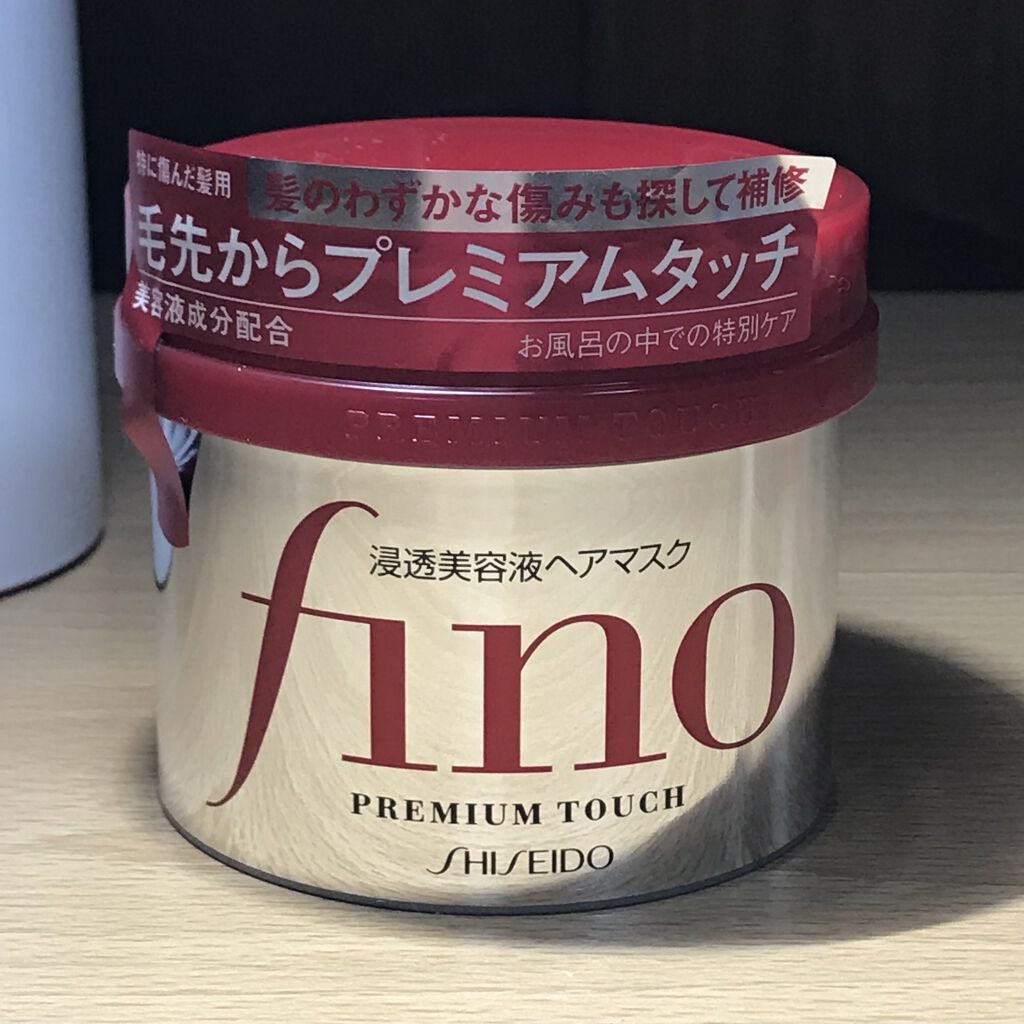 特に傷んだ髪用
髪のわずかな傷みも探して補修
毛先からプレミアムタッチ
美容液成分配合
お風呂の中での特別ケア
PREMIUM TOUCH
浸透美容液ヘアマスク
fino
PREMIUM TOUCH
SHISEIDO